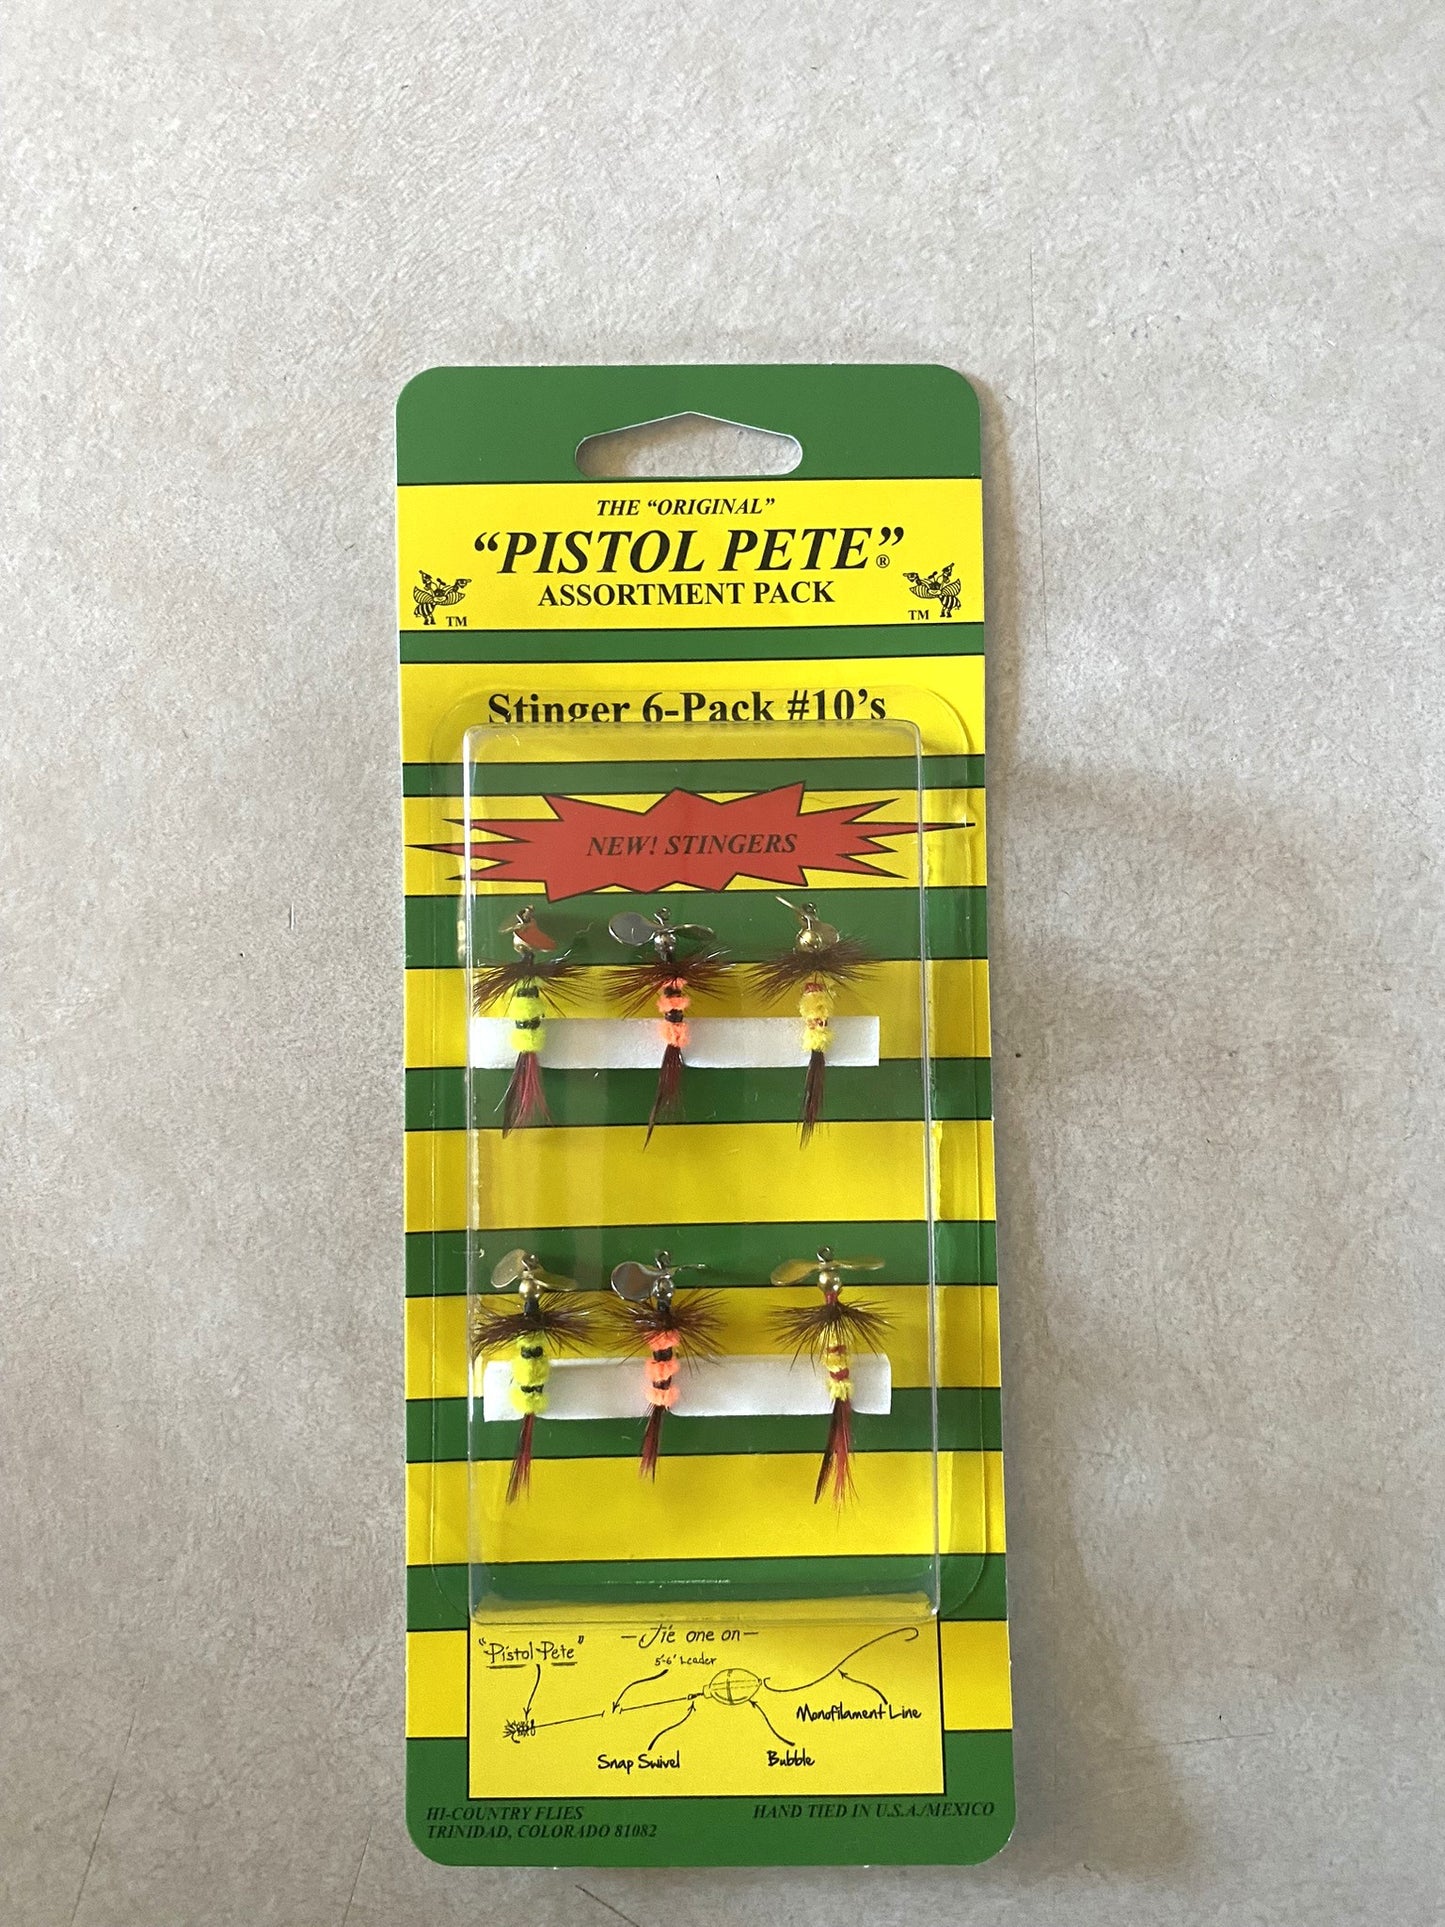 THE "ORIGINAL"
"PISTOL PETE"®
ASSORTMENT PACK
TM
TM
Stinger 6-Pack #10's
NEW! STINGERS
"Pistol Pete"
-Tie one on-
5'-6' Leader
Monofilament Line
Snap Swivel
Bubble
HI-COUNTRY FLIES
TRINIDAD, COLORADO 81082
HAND TIED IN U.S.A./MEXICO